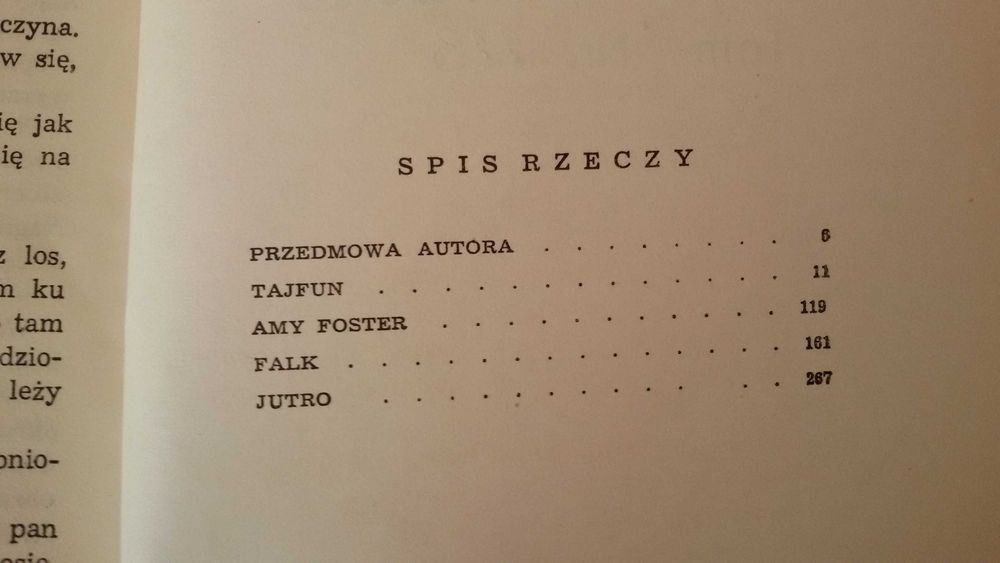 czyna.
w się,
ię jak
ię na
z los,
m ku
tam
dzio-
leży
onio-
pan
SPIS RZECZY
PRZEDMOWA AUTORA . . . . . . . . 6
TAJFUN . . . . . . . . . . . . . 11
AMY FOSTER . . . . . . . . . . . 119
FALK . . . . . . . . . . . . . . 161
JUTRO . . . . . . . . . . . . 267